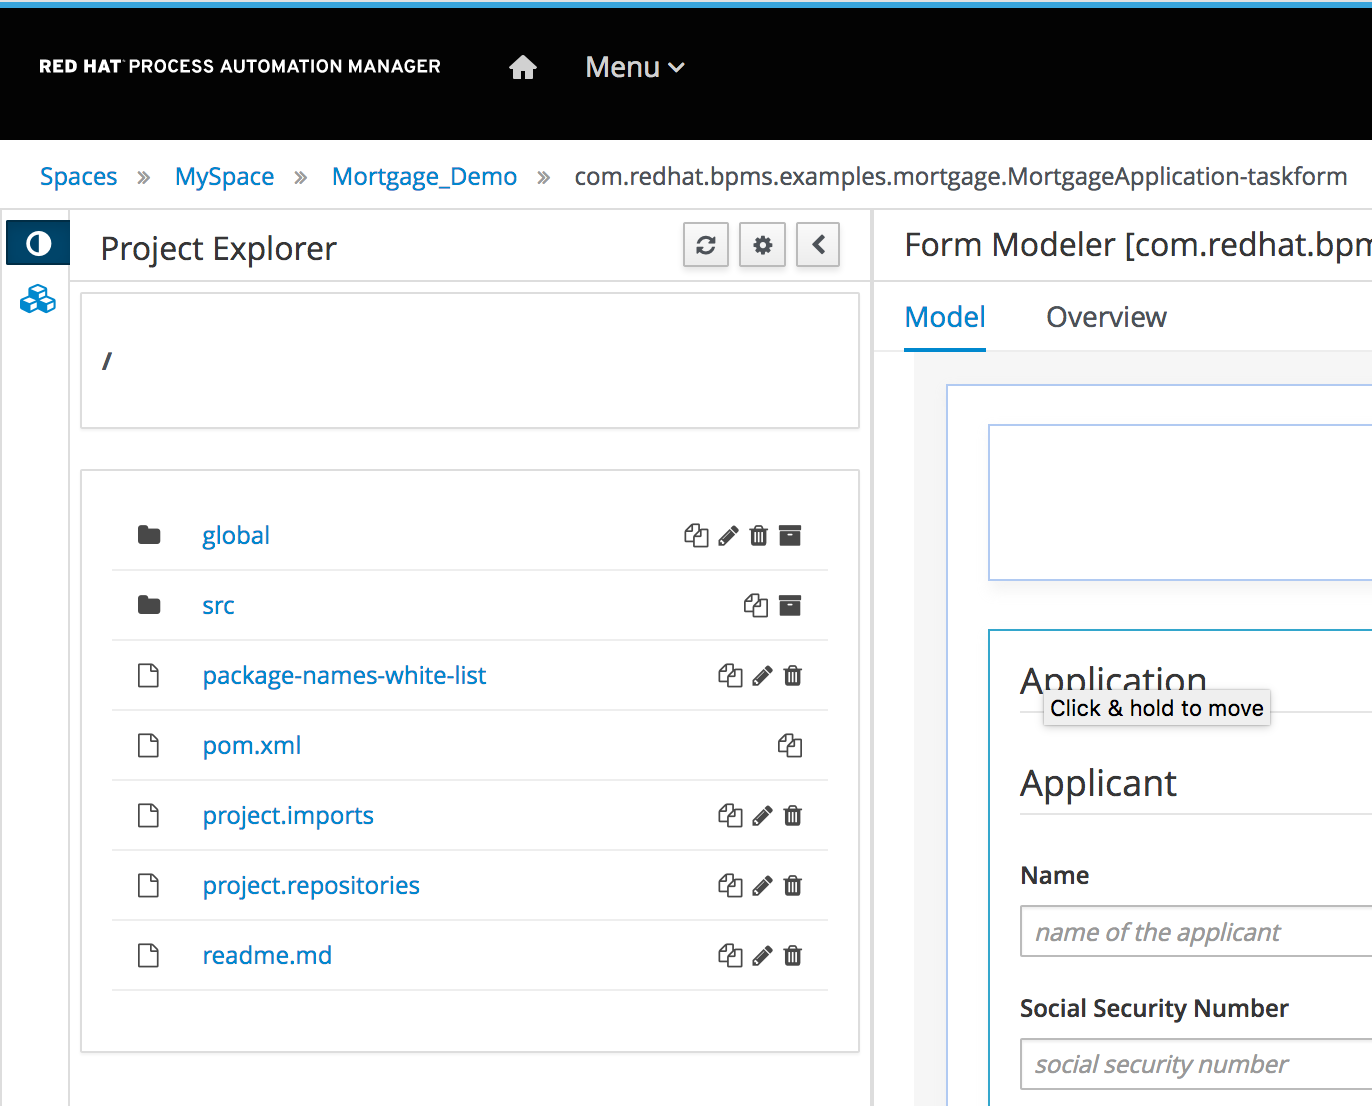 RED HAT PROCESS AUTOMATION MANAGER
Menu
Spaces » MySpace » Mortgage_Demo » com.redhat.bpms.examples.mortgage.MortgageApplication-taskform
Project Explorer
/
global
src
package-names-white-list
pom.xml
project.imports
project.repositories
readme.md
Form Modeler [com.redhat.bpm
Model Overview
Application
Click & hold to move
Applicant
Name
name of the applicant
Social Security Number
social security number